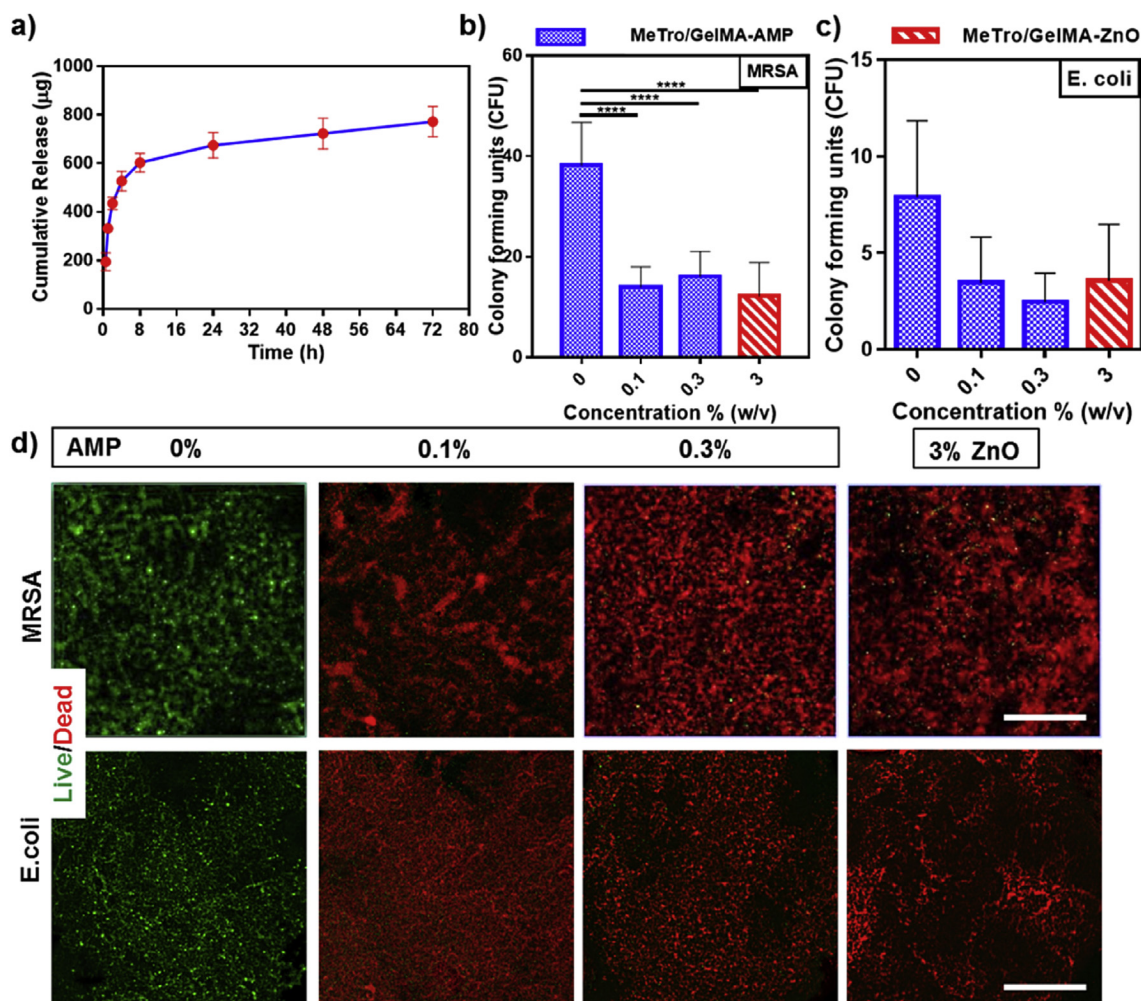 a)
1000
800
600
400
200
0
Cumulative Release (µg)
0 8 16 24 32 40 48 56 64 72 80
Time (h)
b)
MeTro/GelMA-AMP
60
40
20
0
Colony forming units (CFU)
MRSA
****
****
****
0 0.1 0.3 3
Concentration % (w/v)
c)
MeTro/GelMA-ZnO
15
10
5
0
Colony forming units (CFU)
E. coli
0 0.1 0.3 3
Concentration % (w/v)
d)
AMP 0% 0.1% 0.3% 3% ZnO
MRSA
Live/Dead
E.coli